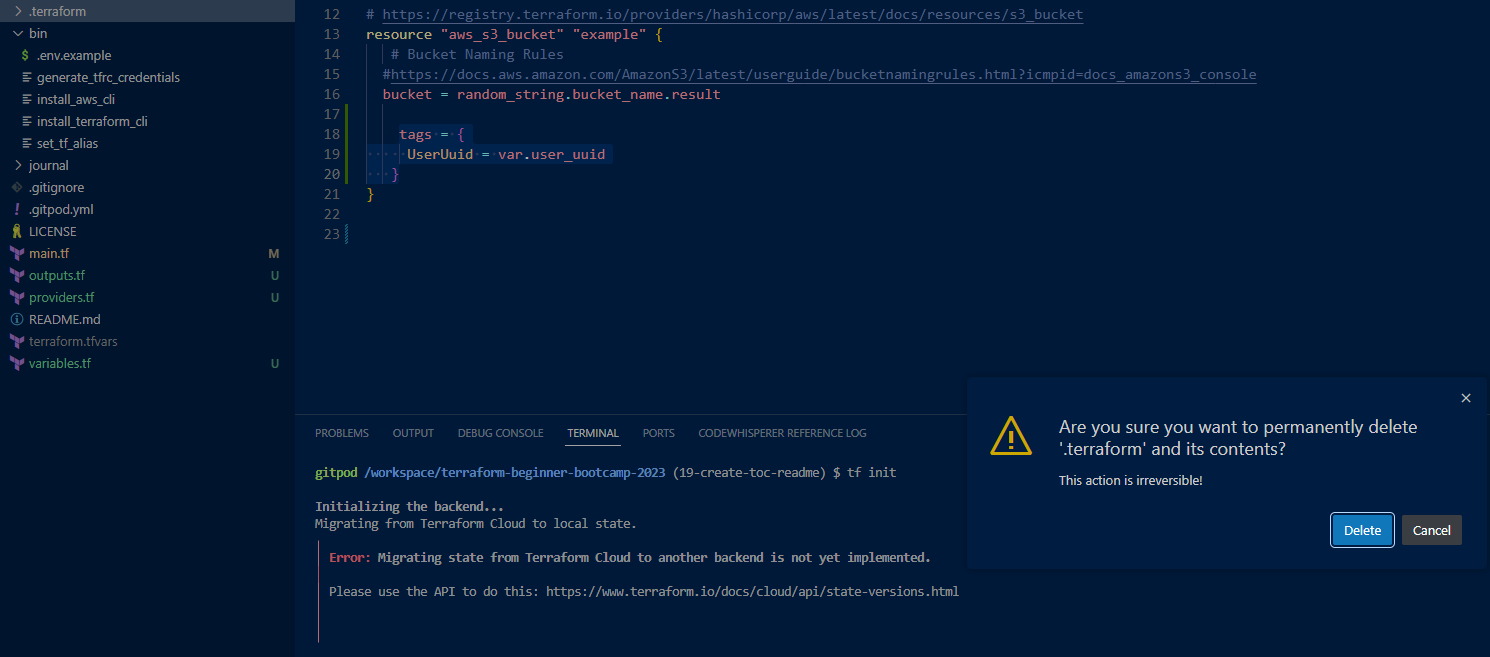 .terraform
bin
$ .env.example
generate_tfrc_credentials
install_aws_cli
install_terraform_cli
set_tf_alias
journal
.gitignore
! .gitpod.yml
LICENSE
main.tf M
outputs.tf U
providers.tf U
README.md
terraform.tfvars
variables.tf U
12 # https://registry.terraform.io/providers/hashicorp/aws/latest/docs/resources/s3_bucket
13 resource "aws_s3_bucket" "example" {
14 # Bucket Naming Rules
15 #https://docs.aws.amazon.com/AmazonS3/latest/userguide/bucketnamingrules.html?icmpid=docs_amazons3_console
16 bucket = random_string.bucket_name.result
17
18 tags = {
19 UserUuid = var.user_uuid
20 }
21 }
22
23
PROBLEMS OUTPUT DEBUG CONSOLE TERMINAL PORTS CODEWHISPERER REFERENCE LOG
gitpod /workspace/terraform-beginner-bootcamp-2023 (19-create-toc-readme) $ tf init
Initializing the backend...
Migrating from Terraform Cloud to local state.
Error: Migrating state from Terraform Cloud to another backend is not yet implemented.
Please use the API to do this: https://www.terraform.io/docs/cloud/api/state-versions.html
Are you sure you want to permanently delete
'.terraform' and its contents?
This action is irreversible!
Delete Cancel